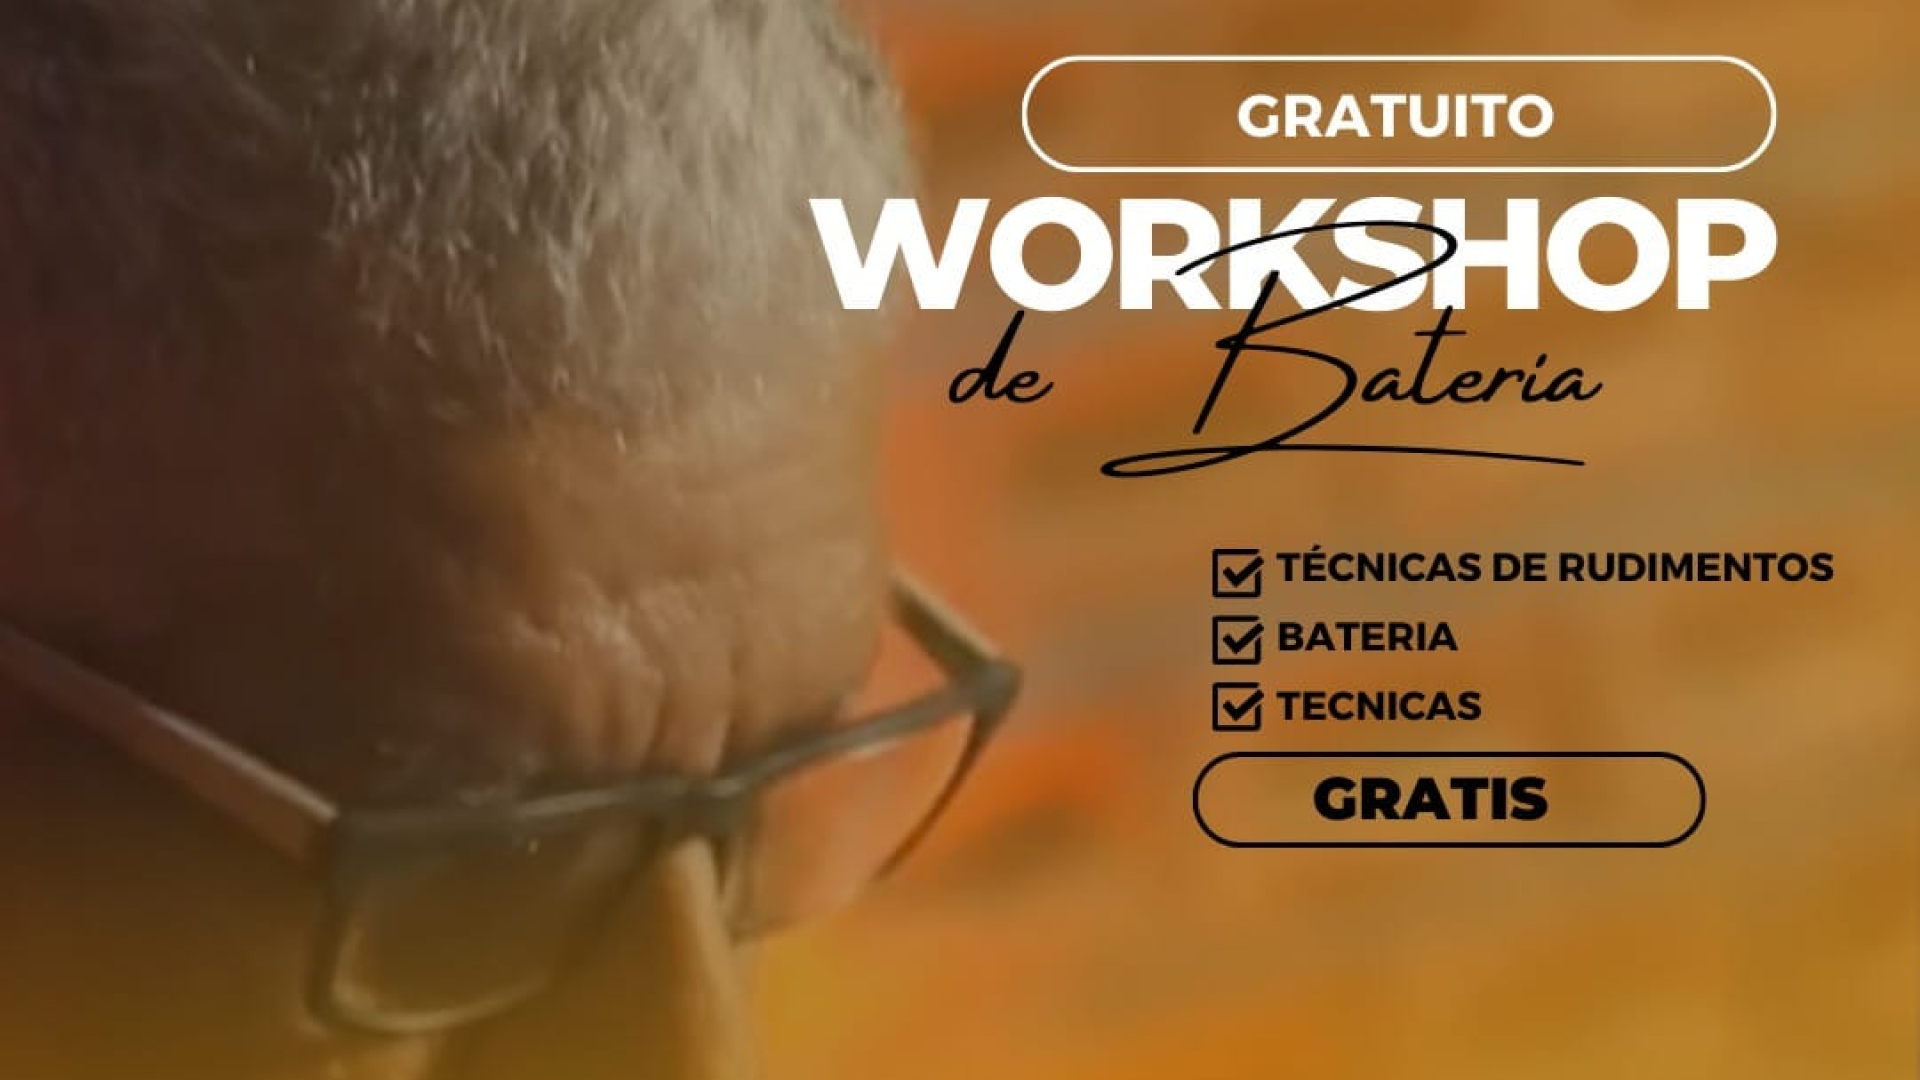 GRATUITO
WORKSHOP
de Bateria
TÉCNICAS DE RUDIMENTOS
BATERIA
TECNICAS
GRATIS